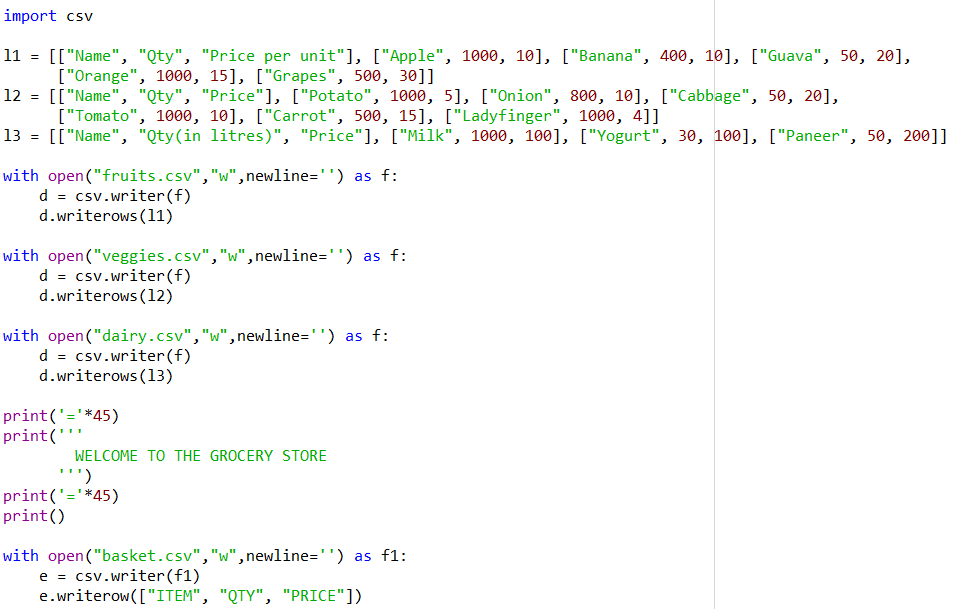 import csv
l1 = [["Name", "Qty", "Price per unit"], ["Apple", 1000, 10], ["Banana", 400, 10], ["Guava", 50, 20],
      ["Orange", 1000, 15], ["Grapes", 500, 30]]
l2 = [["Name", "Qty", "Price"], ["Potato", 1000, 5], ["Onion", 800, 10], ["Cabbage", 50, 20],
      ["Tomato", 1000, 10], ["Carrot", 500, 15], ["Ladyfinger", 1000, 4]]
l3 = [["Name", "Qty(in litres)", "Price"], ["Milk", 1000, 100], ["Yogurt", 30, 100], ["Paneer", 50, 200]]
with open("fruits.csv","w",newline='') as f:
    d = csv.writer(f)
    d.writerows(l1)
with open("veggies.csv","w",newline='') as f:
    d = csv.writer(f)
    d.writerows(l2)
with open("dairy.csv","w",newline='') as f:
    d = csv.writer(f)
    d.writerows(l3)
print('='*45)
print('''
        WELCOME TO THE GROCERY STORE
      ''')
print('='*45)
print()
with open("basket.csv","w",newline='') as f1:
    e = csv.writer(f1)
    e.writerow(["ITEM", "QTY", "PRICE"])